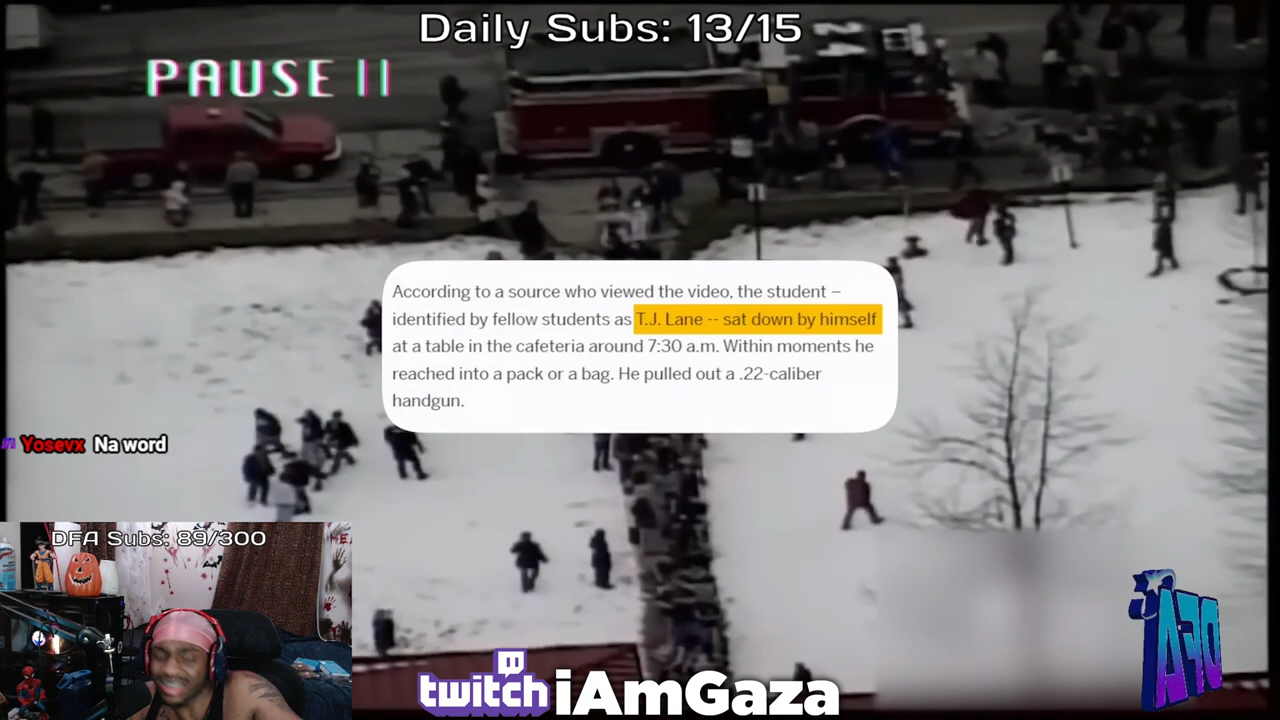 Daily Subs: 13/15
PAUSE
According to a source who viewed the video, the student –
identified by fellow students as T.J. Lane -- sat down by himself
at a table in the cafeteria around 7:30 a.m. Within moments he
reached into a pack or a bag. He pulled out a .22-caliber
handgun.
Yosevx Na word
DFA Subs: 89/300
twitch iAmGaza
DFA